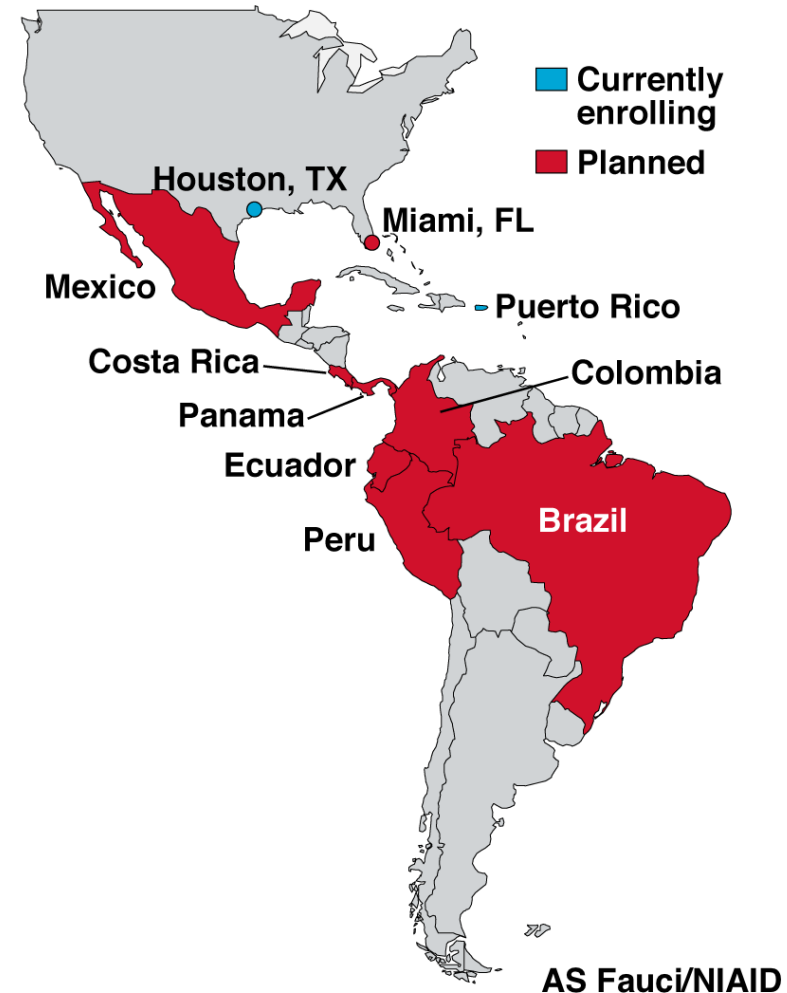 Currently
enrolling
Planned
Houston, TX
Miami, FL
Mexico
Puerto Rico
Costa Rica
Colombia
Panama
Ecuador
Brazil
Peru
AS Fauci/NIAID